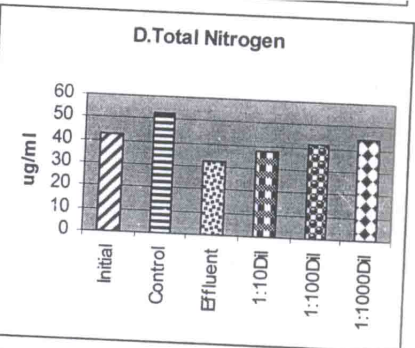 D.Total Nitrogen
60
50
40
30
20
10
0
ug/ml
Initial
Control
Effluent
1:10Dil
1:100Dil
1:1000Dil